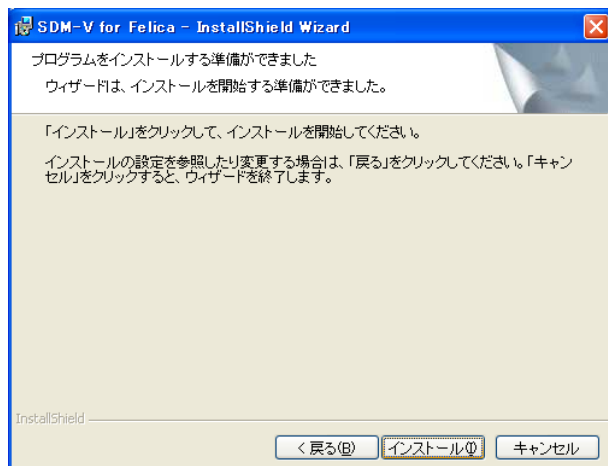 SDM-V for Felica - InstallShield Wizard
プログラムをインストールする準備ができました
ウィザードは、インストールを開始する準備ができました。
「インストール」をクリックして、インストールを開始してください。
インストールの設定を参照したり変更する場合は、「戻る」をクリックしてください。「キャン
セル」をクリックすると、ウィザードを終了します。
InstallShield
< 戻る(B) インストール(I) キャンセル